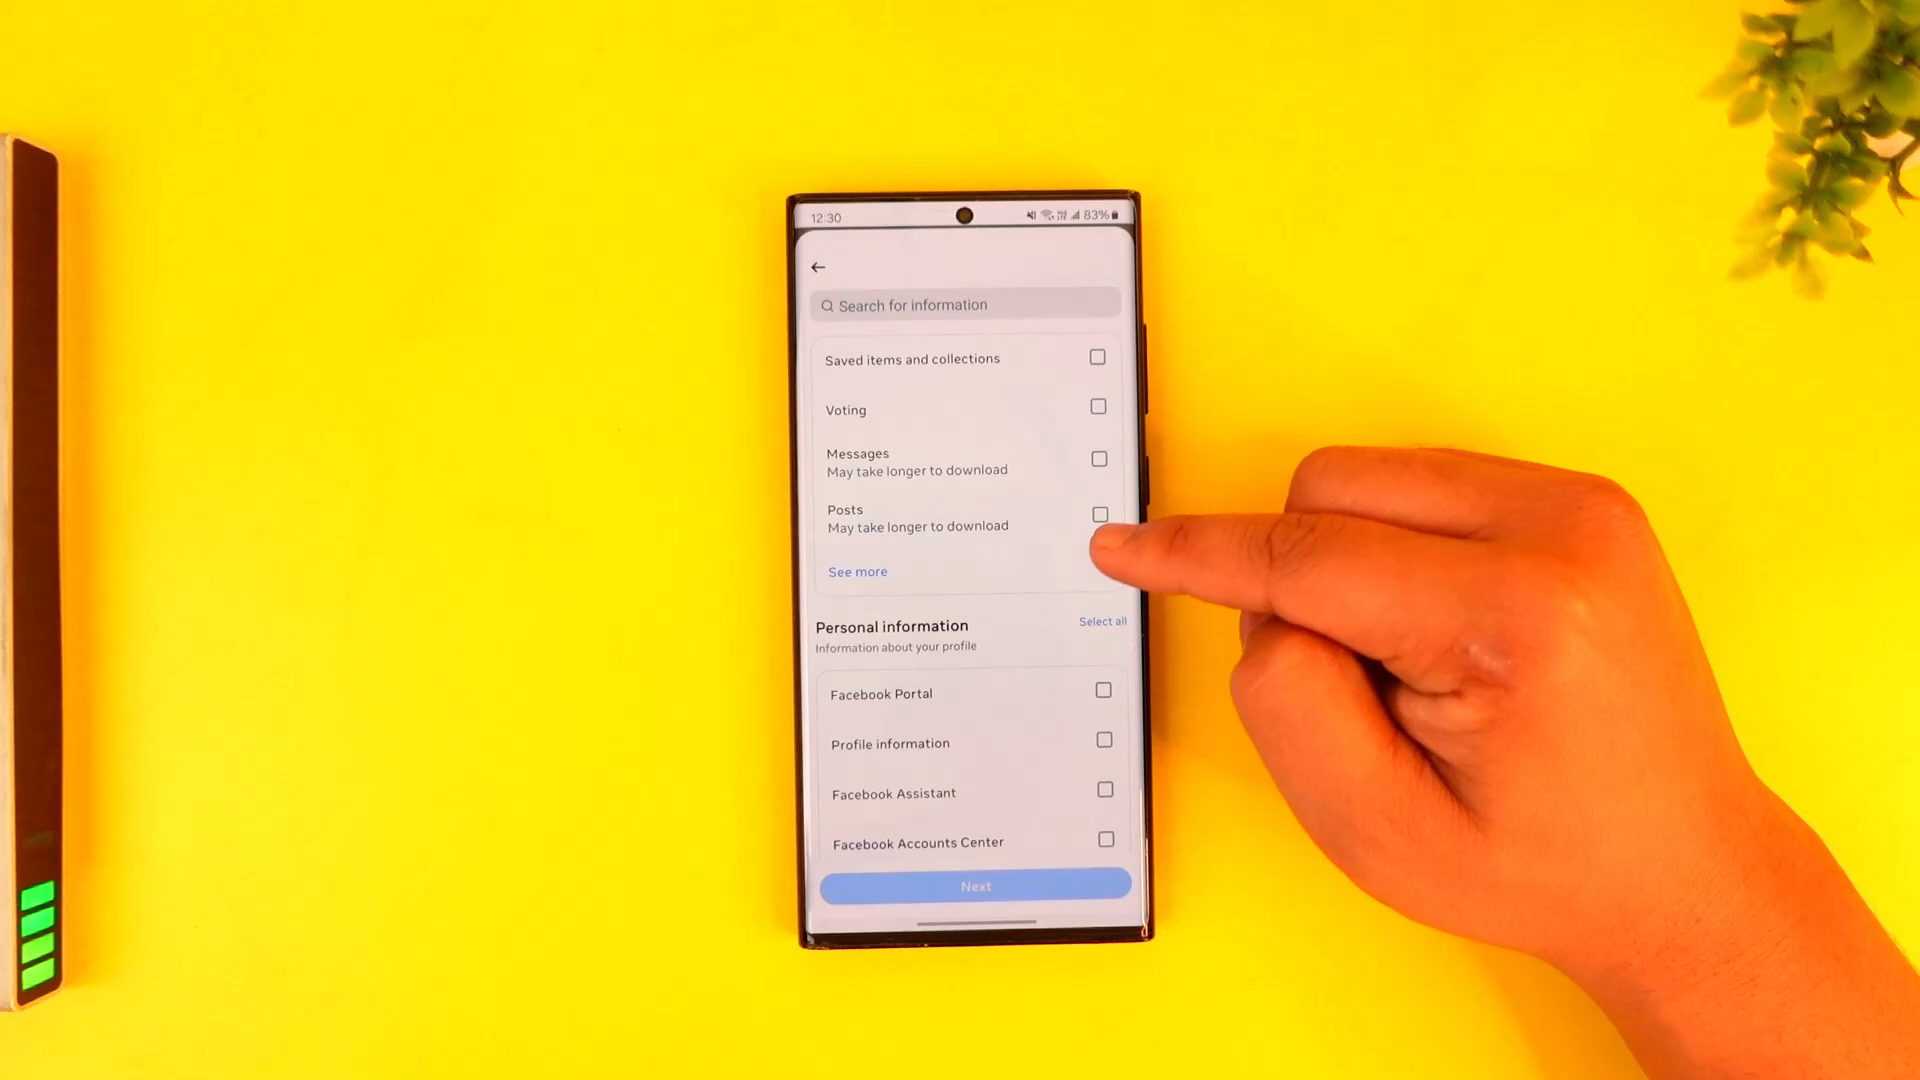 12:30
83%
Search for information
Saved items and collections
Voting
Messages
May take longer to download
Posts
May take longer to download
See more
Personal information
Select all
Information about your profile
Facebook Portal
Profile information
Facebook Assistant
Facebook Accounts Center
Next